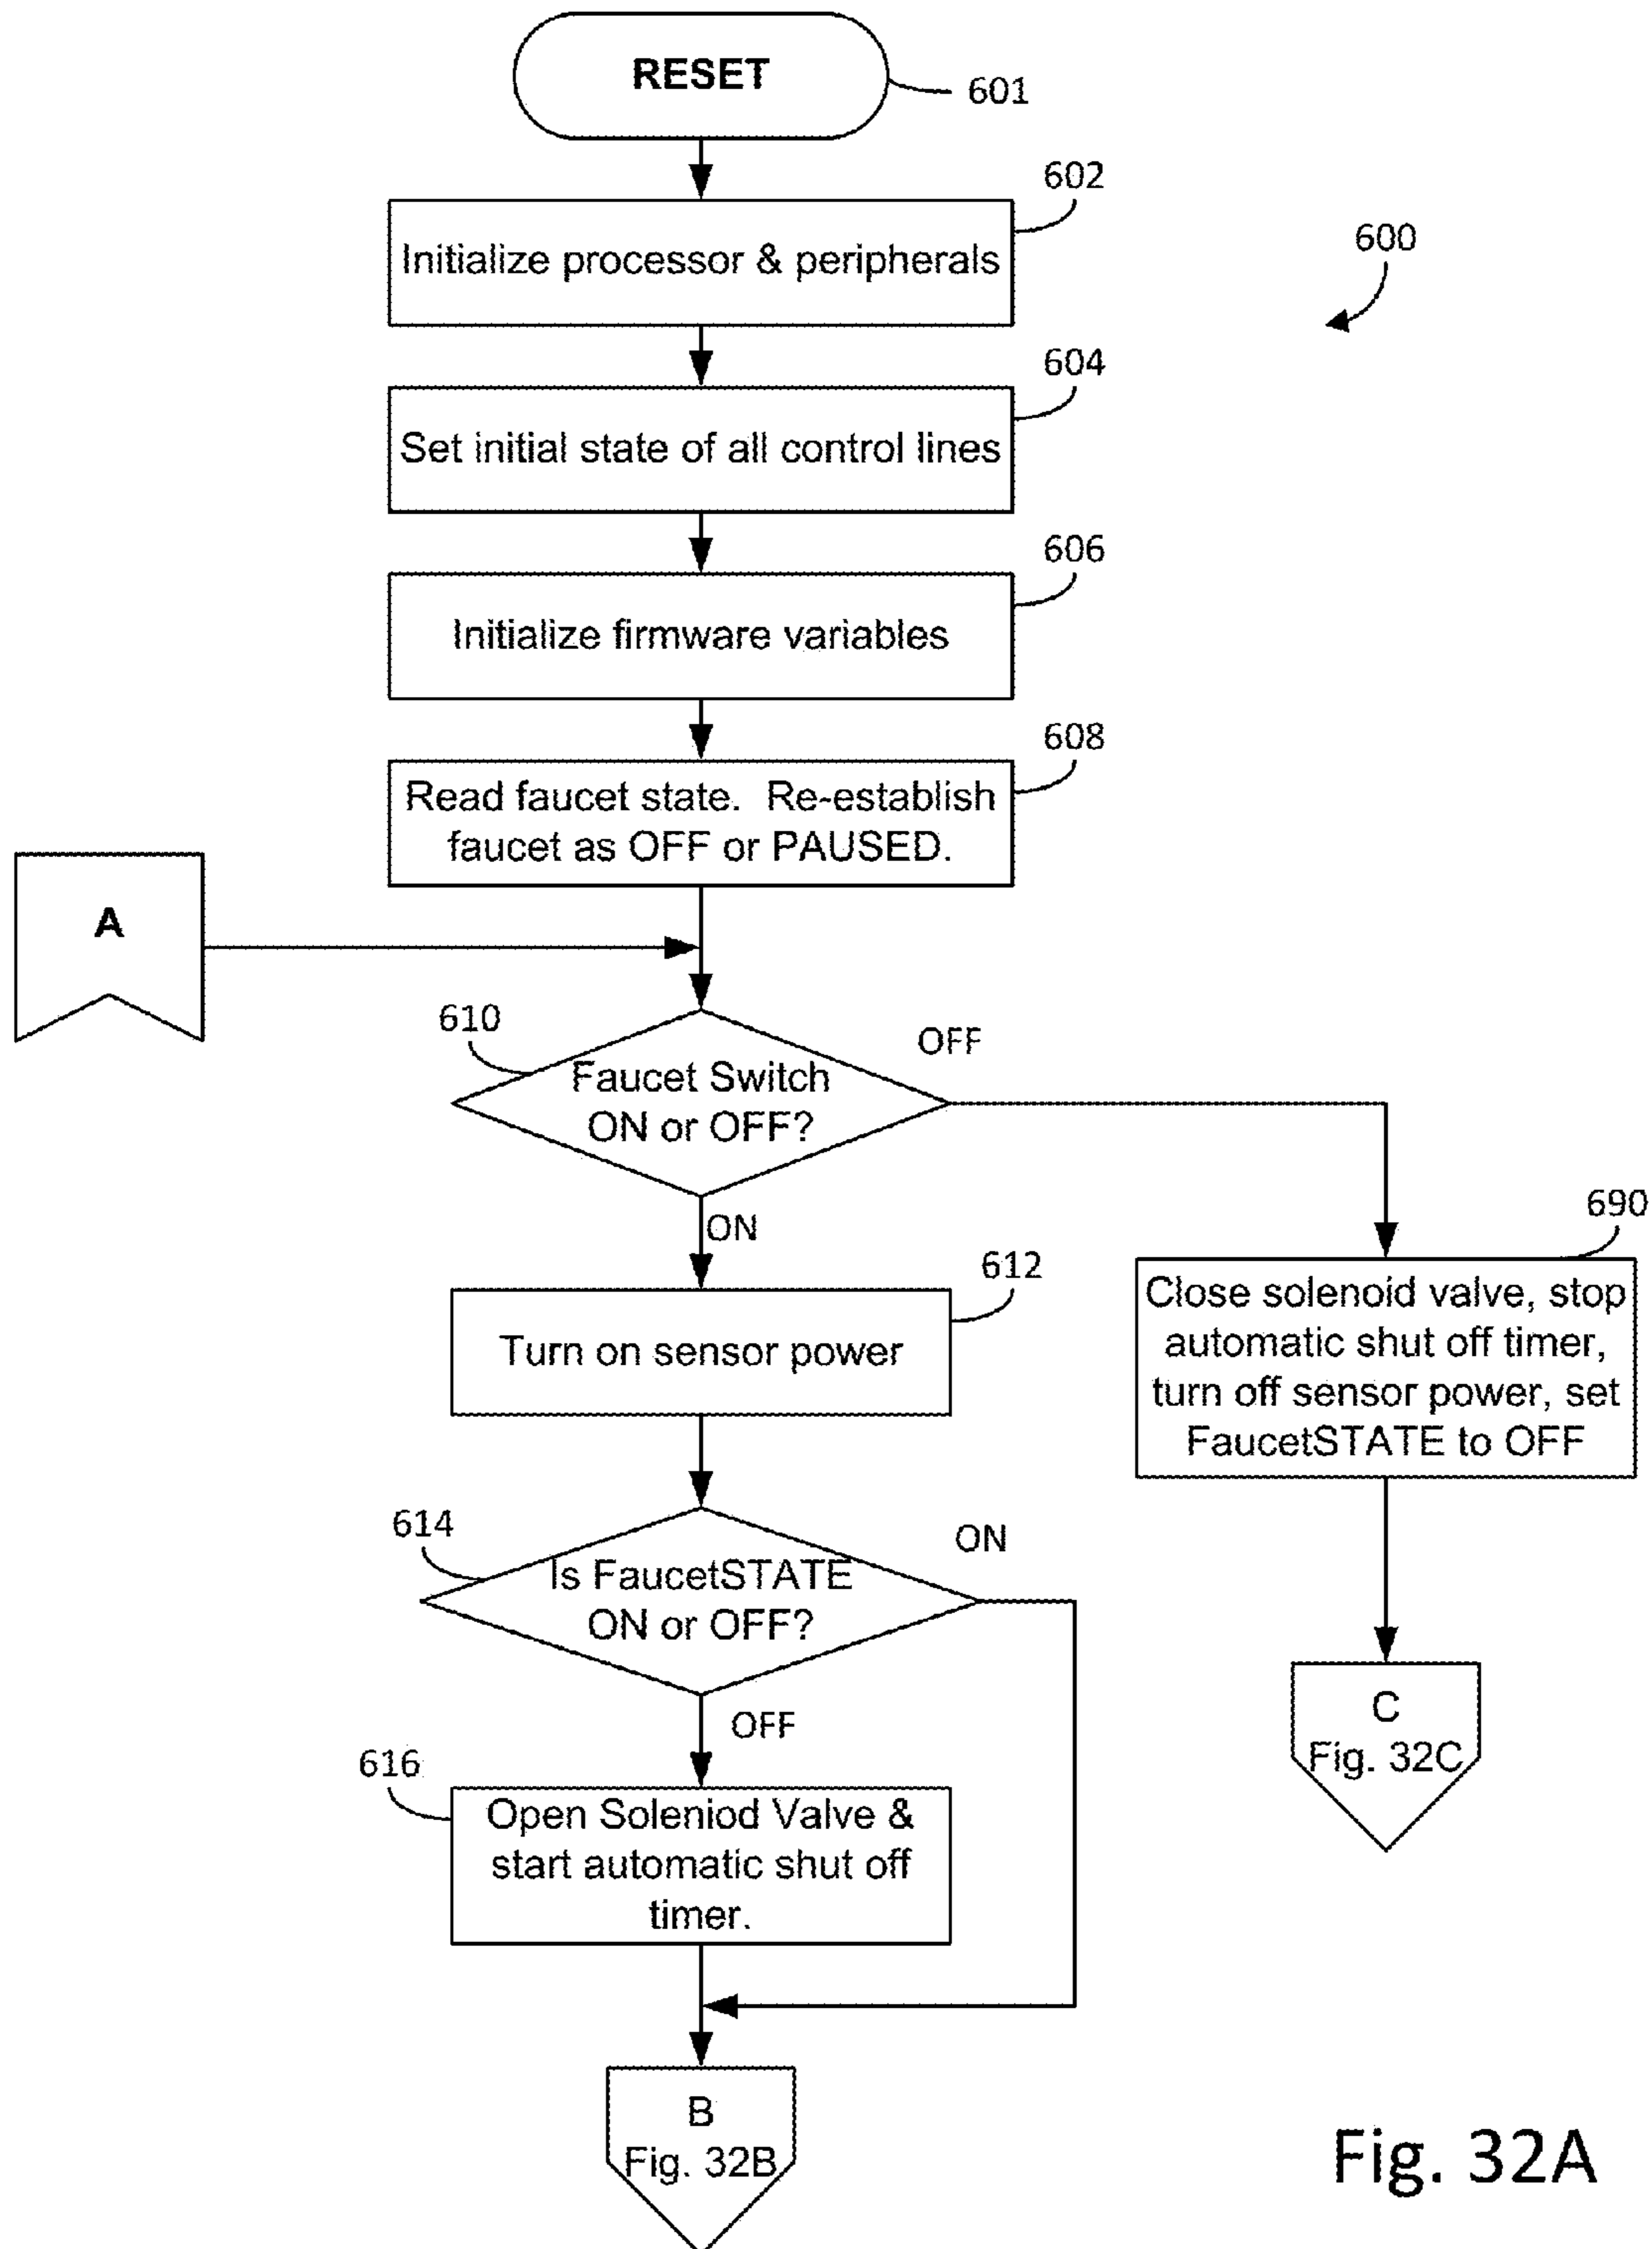 RESET
601
602
Initialize processor & peripherals
600
604
Set initial state of all control lines
606
Initialize firmware variables
608
Read faucet state. Re-establish
faucet as OFF or PAUSED.
A
610
OFF
Faucet Switch
ON or OFF?
ON
690
612
Close solenoid valve, stop
automatic shut off timer,
turn off sensor power, set
FaucetSTATE to OFF
Turn on sensor power
614
ON
Is FaucetSTATE
ON or OFF?
OFF
616
Open Soleniod Valve &
start automatic shut off
timer.
C
Fig. 32C
B
Fig. 32B
Fig. 32A